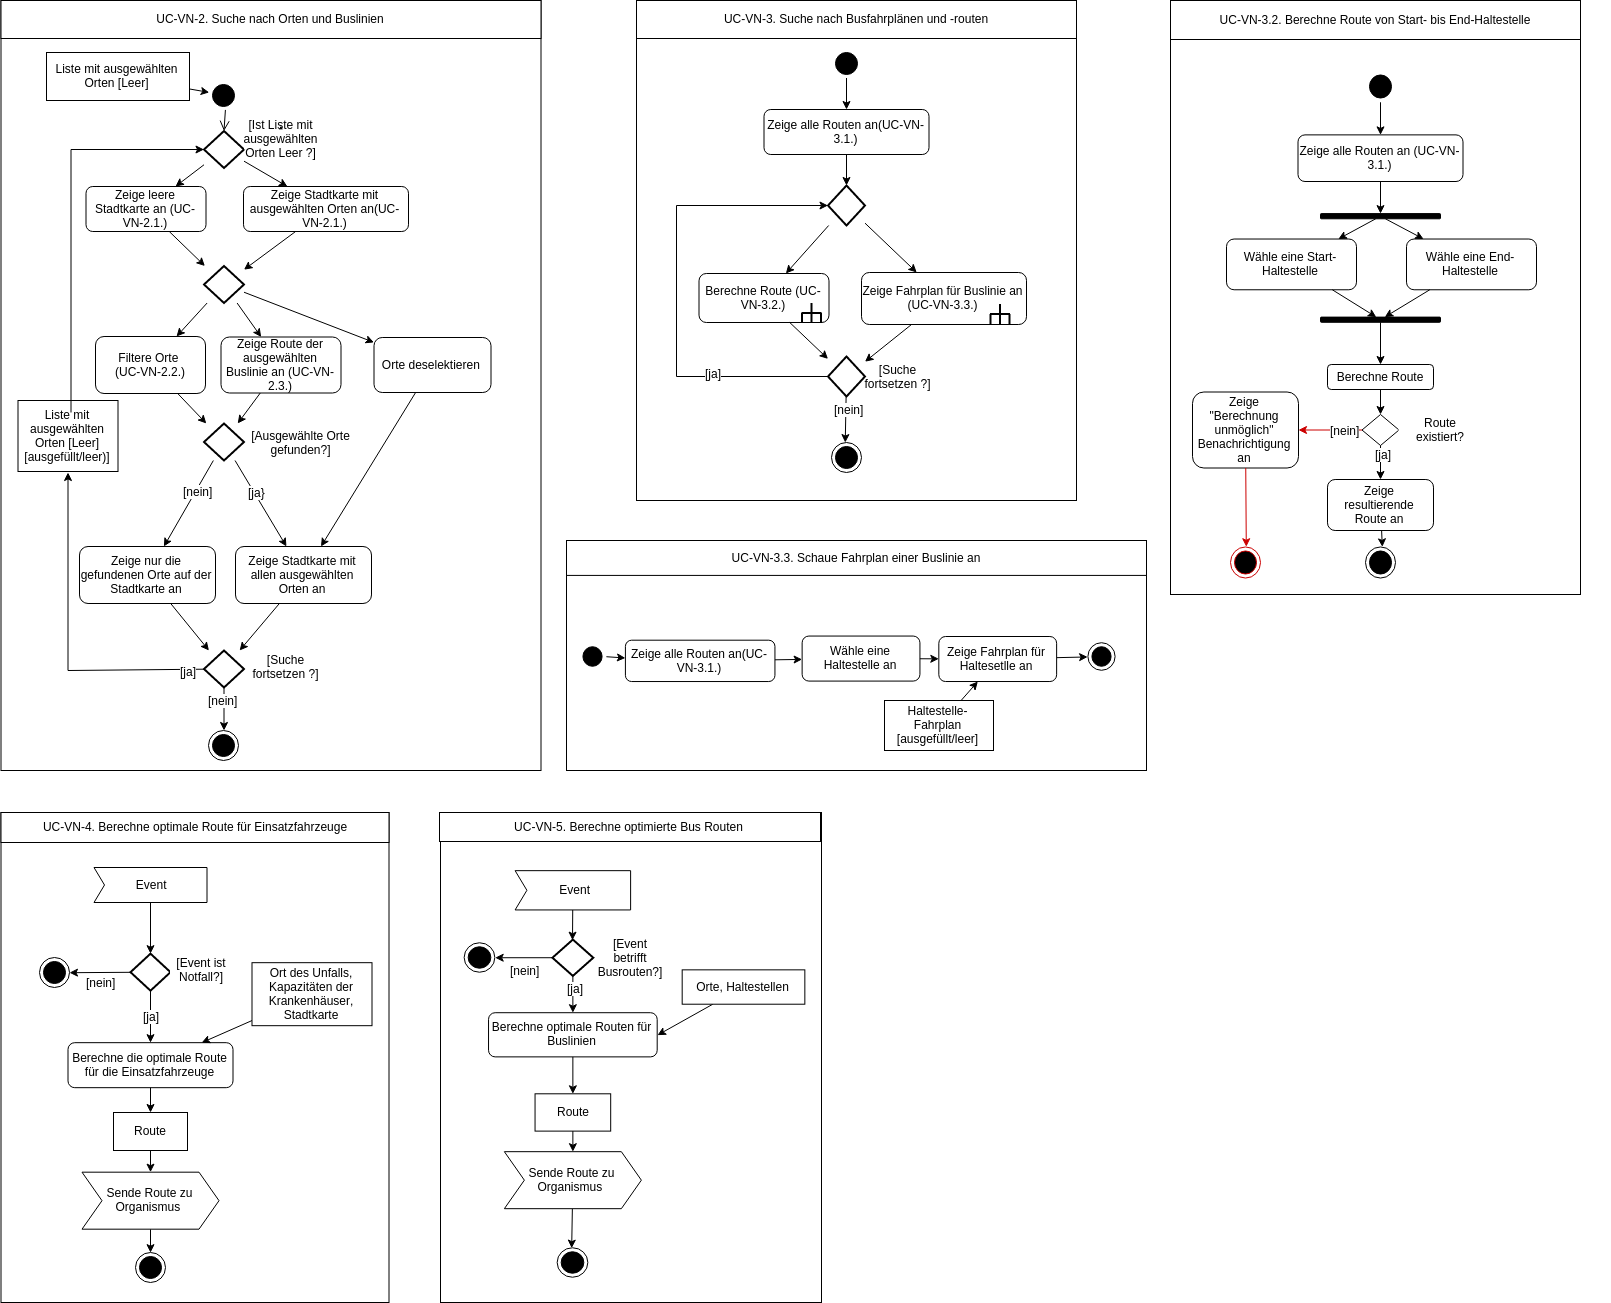 UC-VN-2. Suche nach Orten und Buslinien
Liste mit ausgewählten
Orten [Leer]
[Ist Liste mit
ausgewählten
Orten Leer ?]
Zeige leere
Stadtkarte an (UC-
VN-2.1.)
Zeige Stadtkarte mit
ausgewählten Orten an(UC-
VN-2.1.)
Filtere Orte
(UC-VN-2.2.)
Zeige Route der
ausgewählten
Buslinie an (UC-VN-
2.3.)
Orte deselektieren
Liste mit
ausgewählten
Orten [Leer]
[ausgefüllt/leer)]
[Ausgewählte Orte
gefunden?]
[nein]
[ja}
Zeige nur die
gefundenen Orte auf der
Stadtkarte an
Zeige Stadtkarte mit
allen ausgewählten
Orten an
[Suche
fortsetzen ?]
[ja]
[nein]
UC-VN-3. Suche nach Busfahrplänen und -routen
Zeige alle Routen an(UC-VN-
3.1.)
Berechne Route (UC-
VN-3.2.)
Zeige Fahrplan für Buslinie an
(UC-VN-3.3.)
[ja]
[Suche
fortsetzen ?]
[nein]
UC-VN-3.2. Berechne Route von Start- bis End-Haltestelle
Zeige alle Routen an (UC-VN-
3.1.)
Wähle eine Start-
Haltestelle
Wähle eine End-
Haltestelle
Berechne Route
Zeige
"Berechnung
unmöglich"
Benachrichtigung
an
[nein]
Route
existiert?
[ja]
Zeige
resultierende
Route an
UC-VN-3.3. Schaue Fahrplan einer Buslinie an
Zeige alle Routen an(UC-
VN-3.1.)
Wähle eine
Haltestelle an
Zeige Fahrplan für
Haltesetlle an
Haltestelle-
Fahrplan
[ausgefüllt/leer]
UC-VN-4. Berechne optimale Route für Einsatzfahrzeuge
Event
[Event ist
Notfall?]
[nein]
[ja]
Ort des Unfalls,
Kapazitäten der
Krankenhäuser,
Stadtkarte
Berechne die optimale Route
für die Einsatzfahrzeuge
Route
Sende Route zu
Organismus
UC-VN-5. Berechne optimierte Bus Routen
Event
[Event
betrifft
Busrouten?]
[nein]
[ja]
Orte, Haltestellen
Berechne optimale Routen für
Buslinien
Route
Sende Route zu
Organismus